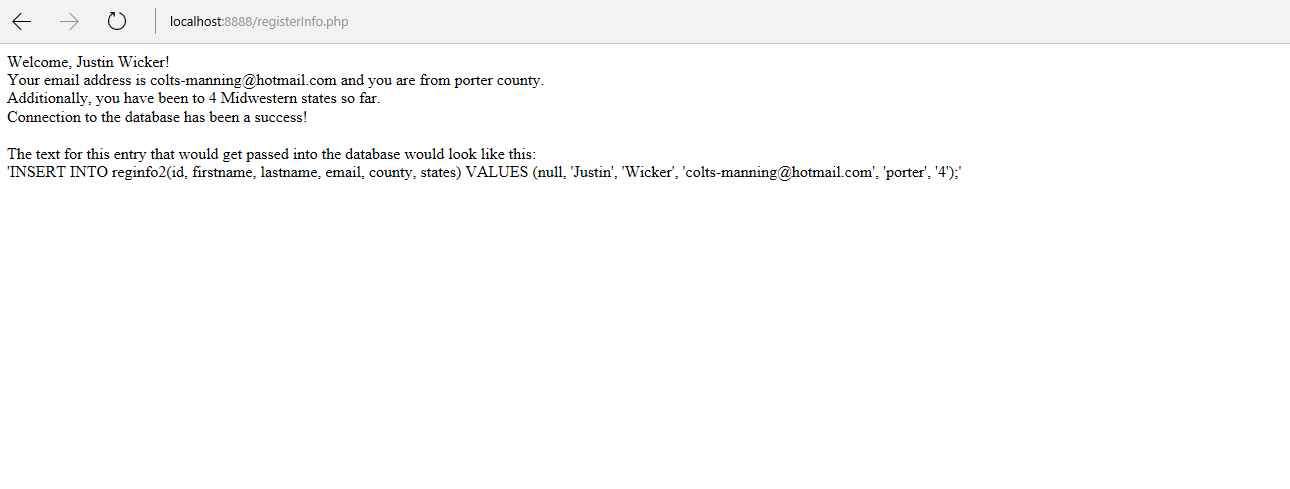 localhost:8888/registerInfo.php
Welcome, Justin Wicker!
Your email address is colts-manning@hotmail.com and you are from porter county.
Additionally, you have been to 4 Midwestern states so far.
Connection to the database has been a success!
The text for this entry that would get passed into the database would look like this:
'INSERT INTO reginfo2(id, firstname, lastname, email, county, states) VALUES (null, 'Justin', 'Wicker', 'colts-manning@hotmail.com', 'porter', '4');'